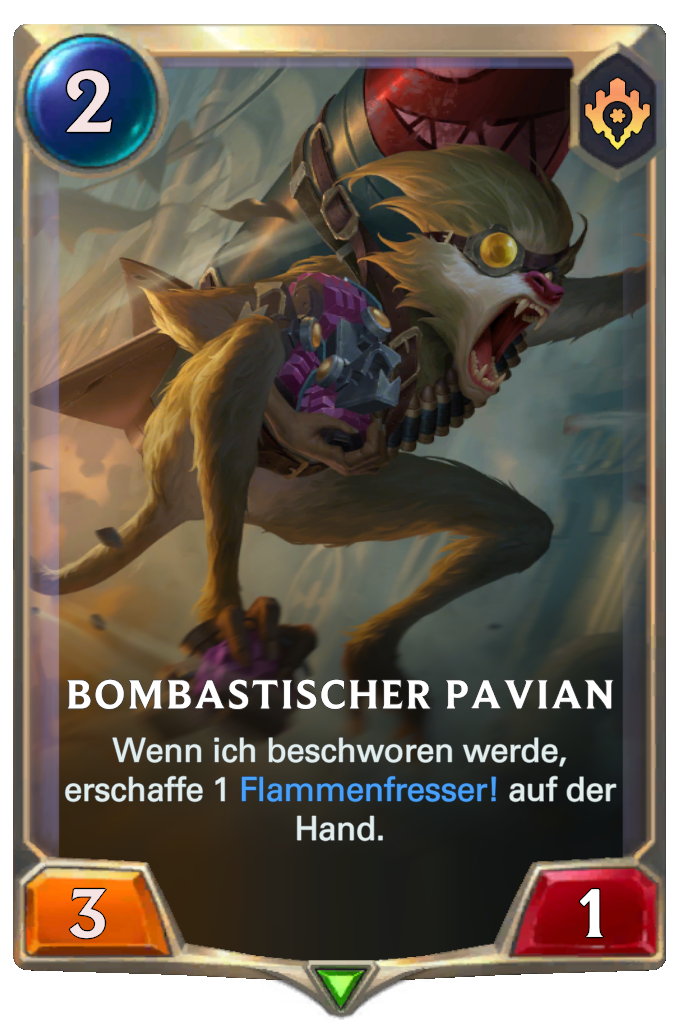 2
BOMBASTISCHER PAVIAN
Wenn ich beschworen werde,
erschaffe 1 Flammenfresser! auf der
Hand.
3
1